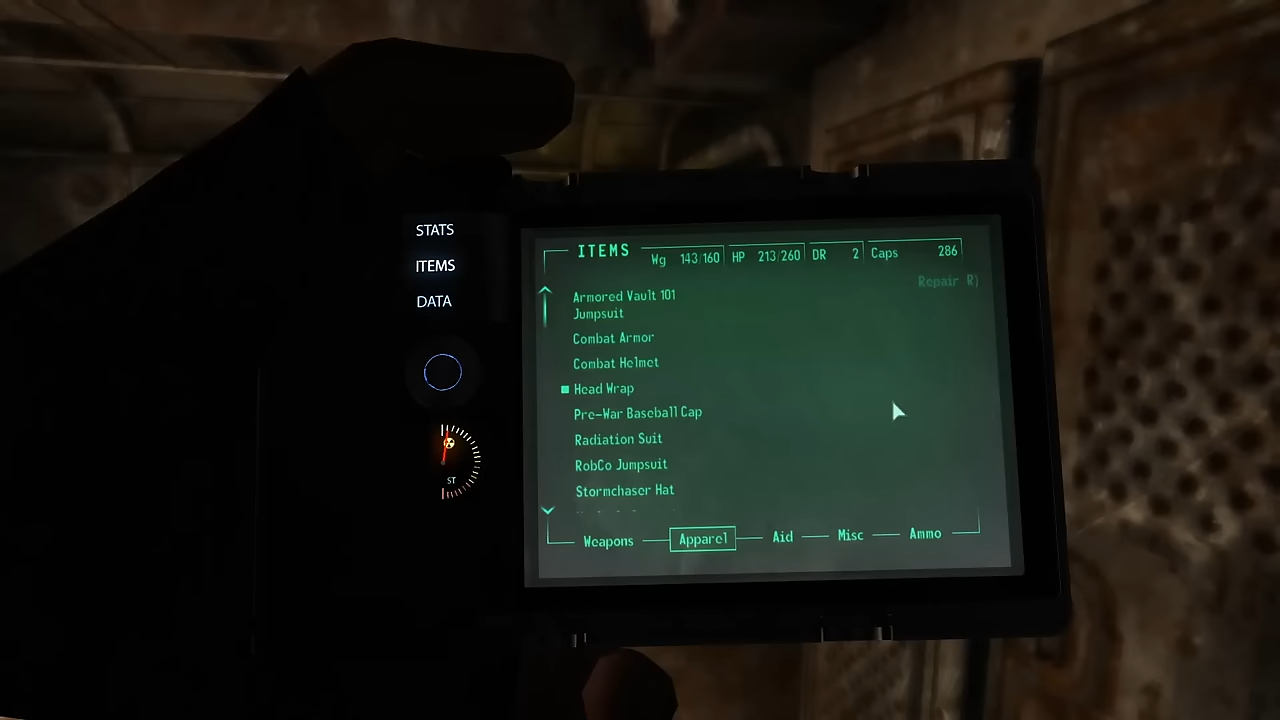 STATS
ITEMS
DATA
ST
ITEMS Wg 143/160 HP 213/260 DR 2 Caps 286
Repair R)
Armored Vault 101
Jumpsuit
Combat Armor
Combat Helmet
Head Wrap
Pre-War Baseball Cap
Radiation Suit
RobCo Jumpsuit
Stormchaser Hat
Weapons Apparel Aid Misc Ammo